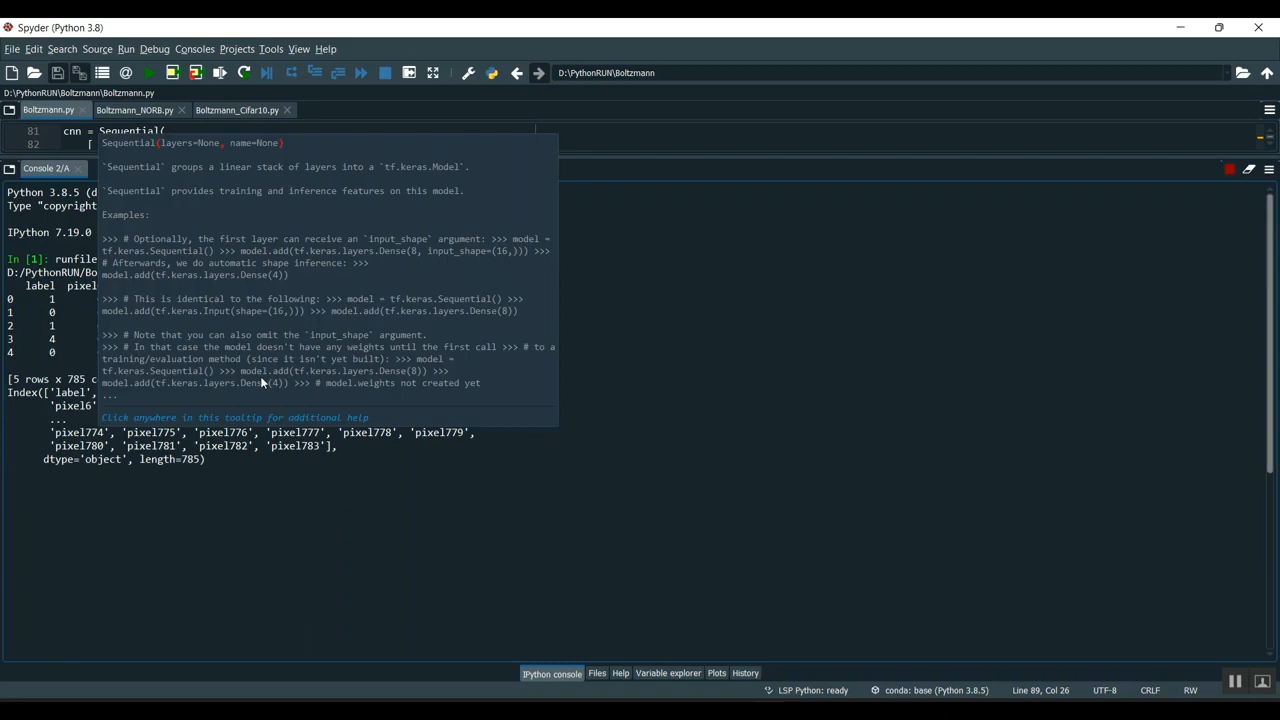 Spyder (Python 3.8)
File Edit Search Source Run Debug Consoles Projects Tools View Help
D:\PythonRUN\Boltzmann
D:\PythonRUN\Boltzmann\Boltzmann.py
Boltzmann.py Boltzmann_NORB.py Boltzmann_Cifar10.py
81 cnn = Sequential(
82 [
Sequential(layers=None, name=None)
`Sequential` groups a linear stack of layers into a `tf.keras.Model`.
`Sequential` provides training and inference features on this model.
Examples:
>>> # Optionally, the first layer can receive an `input_shape` argument: >>> model =
tf.keras.Sequential() >>> model.add(tf.keras.layers.Dense(8, input_shape=(16,))) >>>
# Afterwards, we do automatic shape inference: >>>
model.add(tf.keras.layers.Dense(4))
>>> # This is identical to the following: >>> model = tf.keras.Sequential() >>>
model.add(tf.keras.Input(shape=(16,))) >>> model.add(tf.keras.layers.Dense(8))
>>> # Note that you can also omit the `input_shape` argument.
>>> # In that case the model doesn't have any weights until the first call >>> # to a
training/evaluation method (since it isn't yet built): >>> model =
tf.keras.Sequential() >>> model.add(tf.keras.layers.Dense(8)) >>>
model.add(tf.keras.layers.Dense(4)) >>> # model.weights not created yet
...
Click anywhere in this tooltip for additional help
Console 2/A
Python 3.8.5 (d
Type "copyright
IPython 7.19.0
In [1]: runfile
D:/PythonRUN/Bo
label pixel
0 1
1 0
2 1
3 4
4 0
[5 rows x 785 c
Index(['label',
'pixel6'
...
'pixel774', 'pixel775', 'pixel776', 'pixel777', 'pixel778', 'pixel779',
'pixel780', 'pixel781', 'pixel782', 'pixel783'],
dtype='object', length=785)
IPython console Files Help Variable explorer Plots History
LSP Python: ready conda: base (Python 3.8.5) Line 89, Col 26 UTF-8 CRLF RW